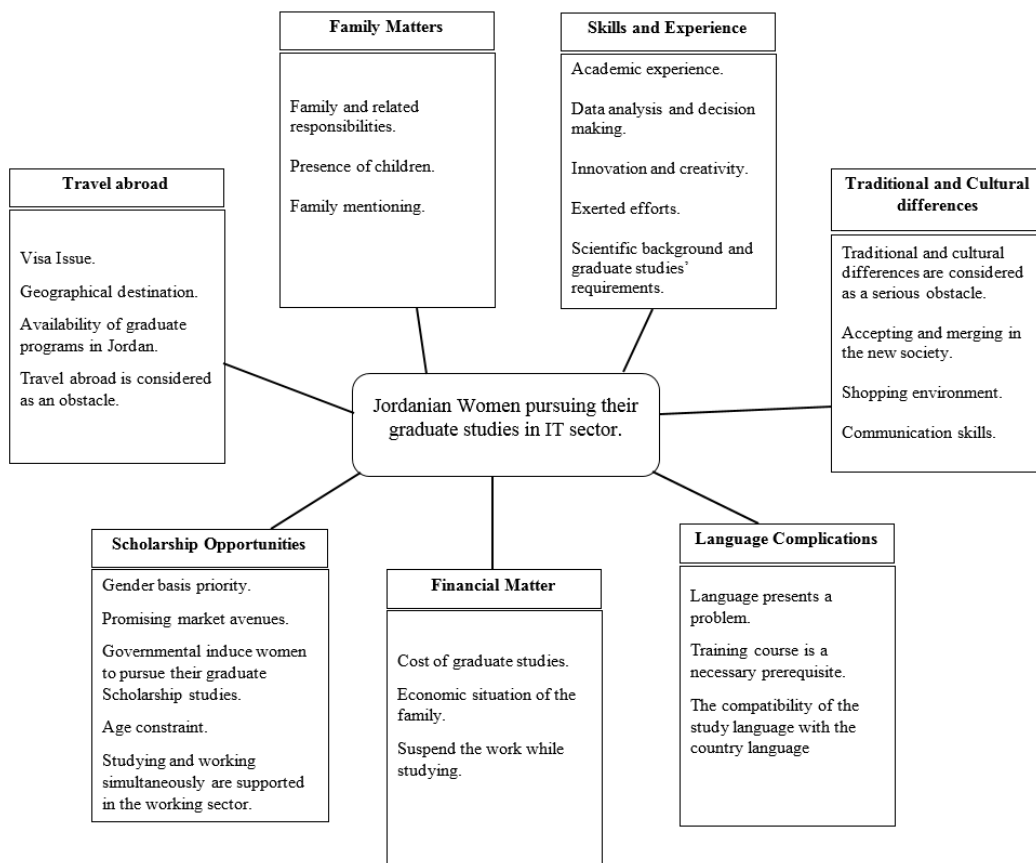 Family Matters
Family and related
responsibilities.
Presence of children.
Family mentioning.
Skills and Experience
Academic experience.
Data analysis and decision
making.
Innovation and creativity.
Exerted efforts.
Scientific background and
graduate studies’
requirements.
Travel abroad
Visa Issue.
Geographical destination.
Availability of graduate
programs in Jordan.
Travel abroad is considered
as an obstacle.
Traditional and Cultural
differences
Traditional and cultural
differences are considered
as a serious obstacle.
Accepting and merging in
the new society.
Shopping environment.
Communication skills.
Jordanian Women pursuing their
graduate studies in IT sector.
Scholarship Opportunities
Gender basis priority.
Promising market avenues.
Governmental induce women
to pursue their graduate
Scholarship studies.
Age constraint.
Studying and working
simultaneously are supported
in the working sector.
Financial Matter
Cost of graduate studies.
Economic situation of the
family.
Suspend the work while
studying.
Language Complications
Language presents a
problem.
Training course is a
necessary prerequisite.
The compatibility of the
study language with the
country language